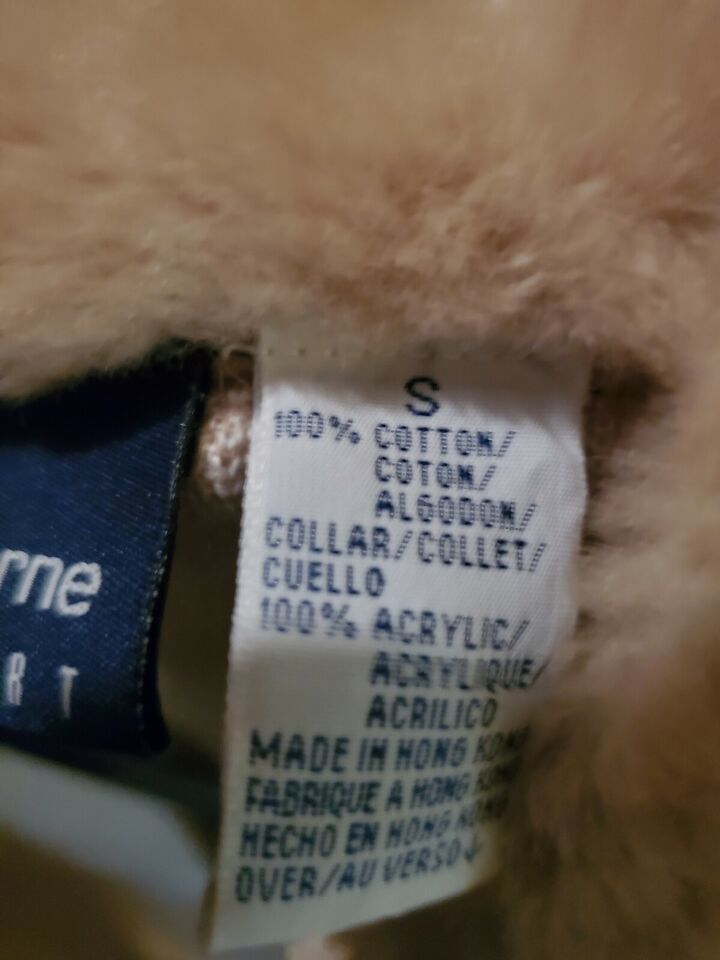 rne
R T
S
100% COTTON/
COTON/
ALGODON/
COLLAR/COLLET/
CUELLO
100% ACRYLIC/
ACRYLIQUE/
ACRILICO
MADE IN HONG KONG
FABRIQUE A HONG KONG
HECHO EN HONG KONG
OVER/AU VERSO↓